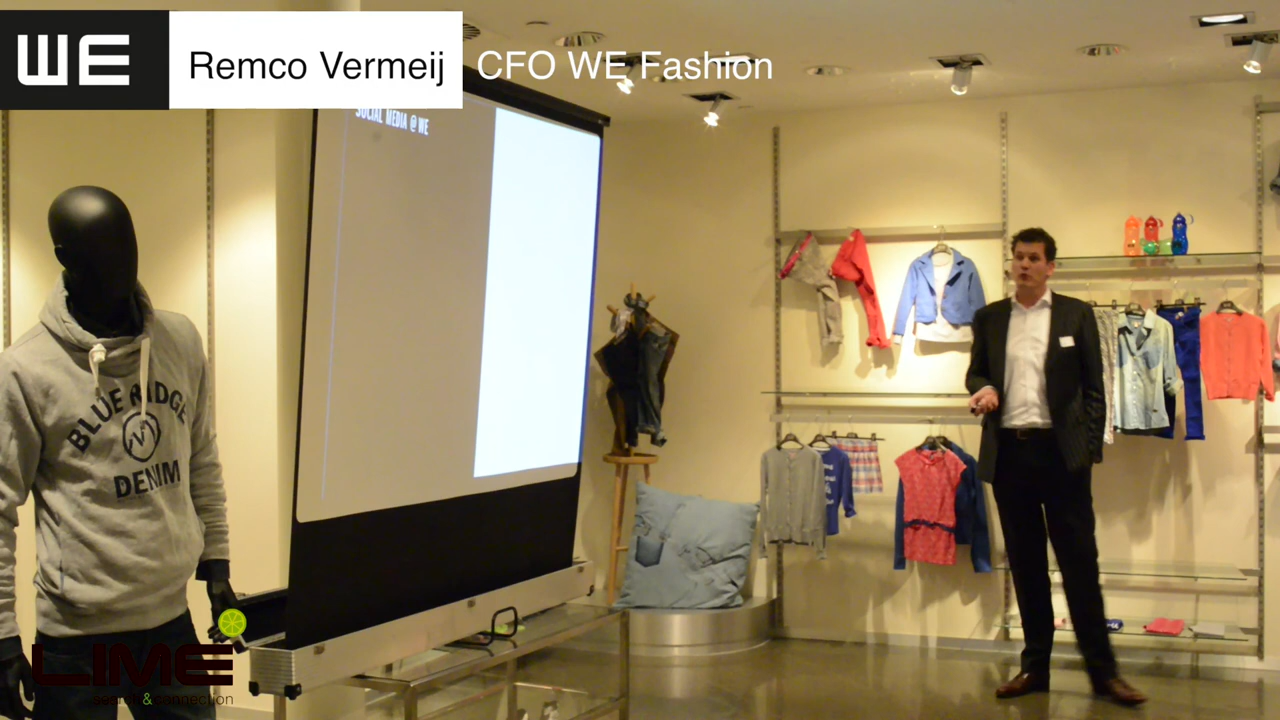 WE Remco Vermeij CFO WE Fashion
SOCIAL MEDIA @ WE
BLUE RIDGE
DENIM
LIME
search&connection